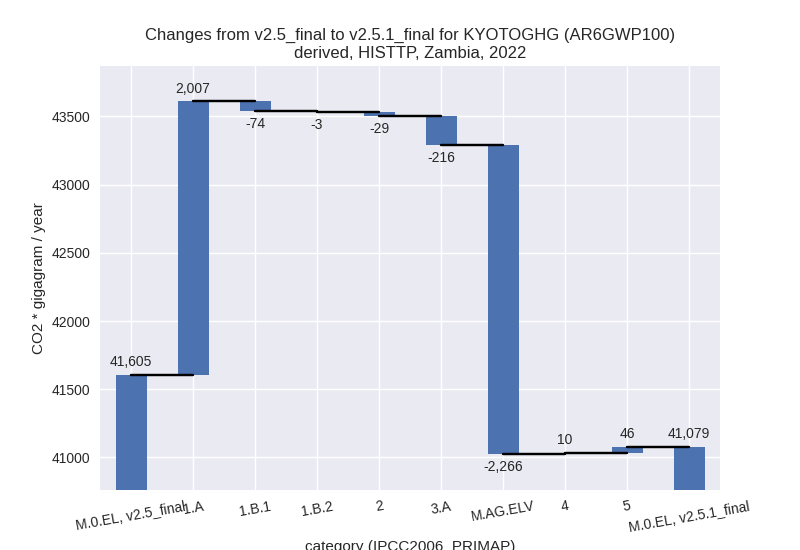 Changes from v2.5_final to v2.5.1_final for KYOTOGHG (AR6GWP100)
derived, HISTTP, Zambia, 2022
CO2 * gigagram / year
43500
43000
42500
42000
41500
41000
41,605
2,007
-74
-3
-29
-216
-2,266
10
46
41,079
M.0.EL, v2.5_final
1.A
1.B.1
1.B.2
2
3.A
M.AG.ELV
4
5
M.0.EL, v2.5.1_final
category (IPCC2006_PRIMAP)